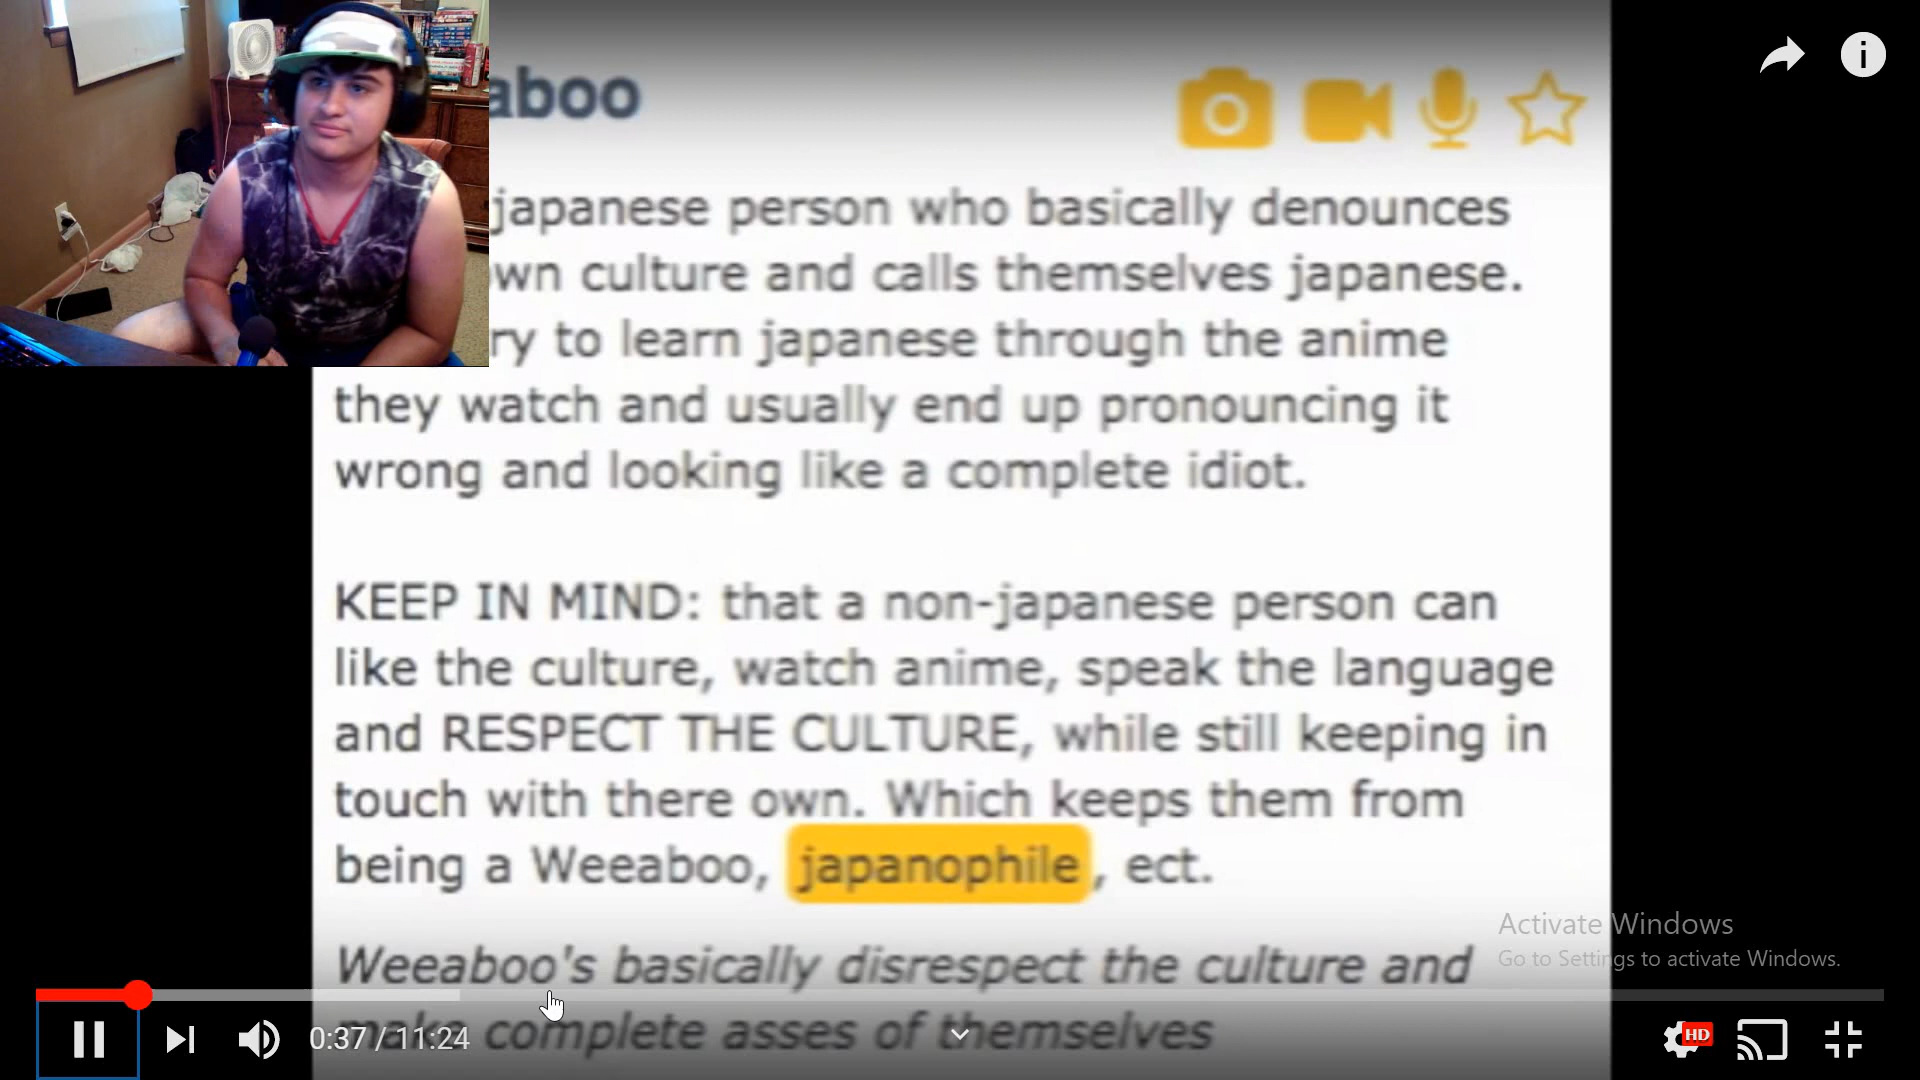 aboo
japanese person who basically denounces
wn culture and calls themselves japanese.
ry to learn japanese through the anime
they watch and usually end up pronouncing it
wrong and looking like a complete idiot.
KEEP IN MIND: that a non-japanese person can
like the culture, watch anime, speak the language
and RESPECT THE CULTURE, while still keeping in
touch with there own. Which keeps them from
being a Weeaboo, japanophile, ect.
Weeaboo's basically disrespect the culture and
make complete asses of themselves
Activate Windows
Go to Settings to activate Windows.
0:37 / 11:24
HD